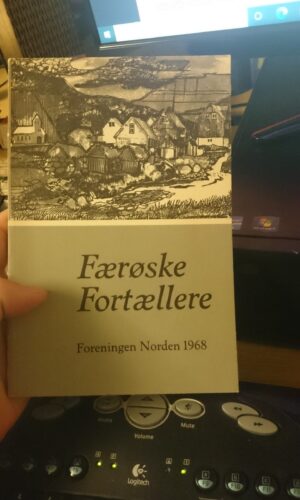 Færøske
Fortællere
Foreningen Norden 1968
Volume
Mute
Logitech